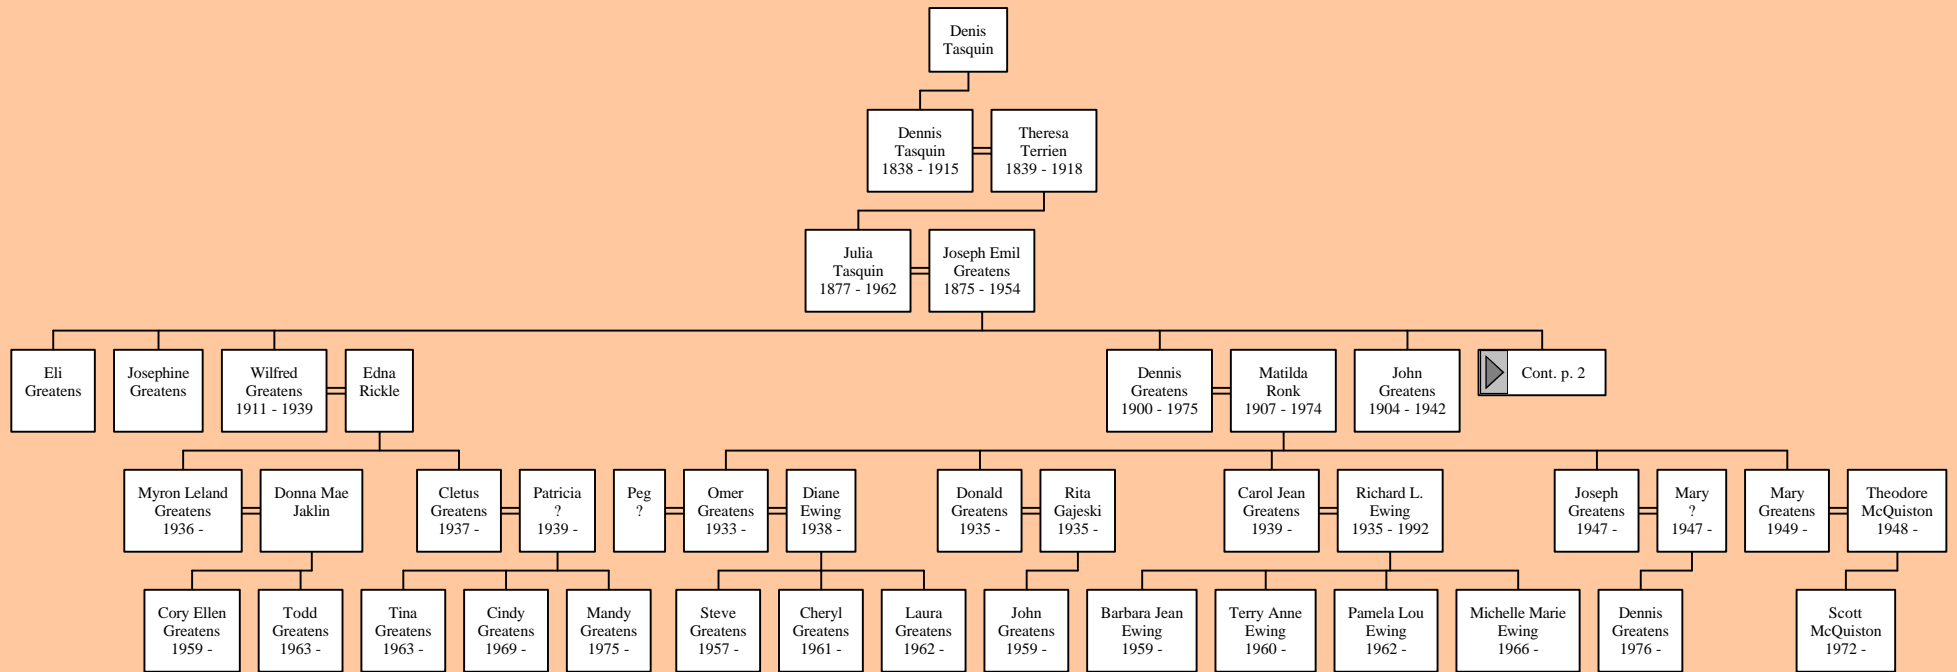 Denis
Tasquin
Dennis
Tasquin
1838 - 1915
Theresa
Terrien
1839 - 1918
Julia
Tasquin
1877 - 1962
Joseph Emil
Greatens
1875 - 1954
Eli
Greatens
Josephine
Greatens
Wilfred
Greatens
1911 - 1939
Edna
Rickle
Dennis
Greatens
1900 - 1975
Matilda
Ronk
1907 - 1974
John
Greatens
1904 - 1942
Cont. p. 2
Myron Leland
Greatens
1936 -
Donna Mae
Jaklin
Cletus
Greatens
1937 -
Patricia
?
1939 -
Peg
?
Omer
Greatens
1933 -
Diane
Ewing
1938 -
Donald
Greatens
1935 -
Rita
Gajeski
1935 -
Carol Jean
Greatens
1939 -
Richard L.
Ewing
1935 - 1992
Joseph
Greatens
1947 -
Mary
?
1947 -
Mary
Greatens
1949 -
Theodore
McQuiston
1948 -
Cory Ellen
Greatens
1959 -
Todd
Greatens
1963 -
Tina
Greatens
1963 -
Cindy
Greatens
1969 -
Mandy
Greatens
1975 -
Steve
Greatens
1957 -
Cheryl
Greatens
1961 -
Laura
Greatens
1962 -
John
Greatens
1959 -
Barbara Jean
Ewing
1959 -
Terry Anne
Ewing
1960 -
Pamela Lou
Ewing
1962 -
Michelle Marie
Ewing
1966 -
Dennis
Greatens
1976 -
Scott
McQuiston
1972 -